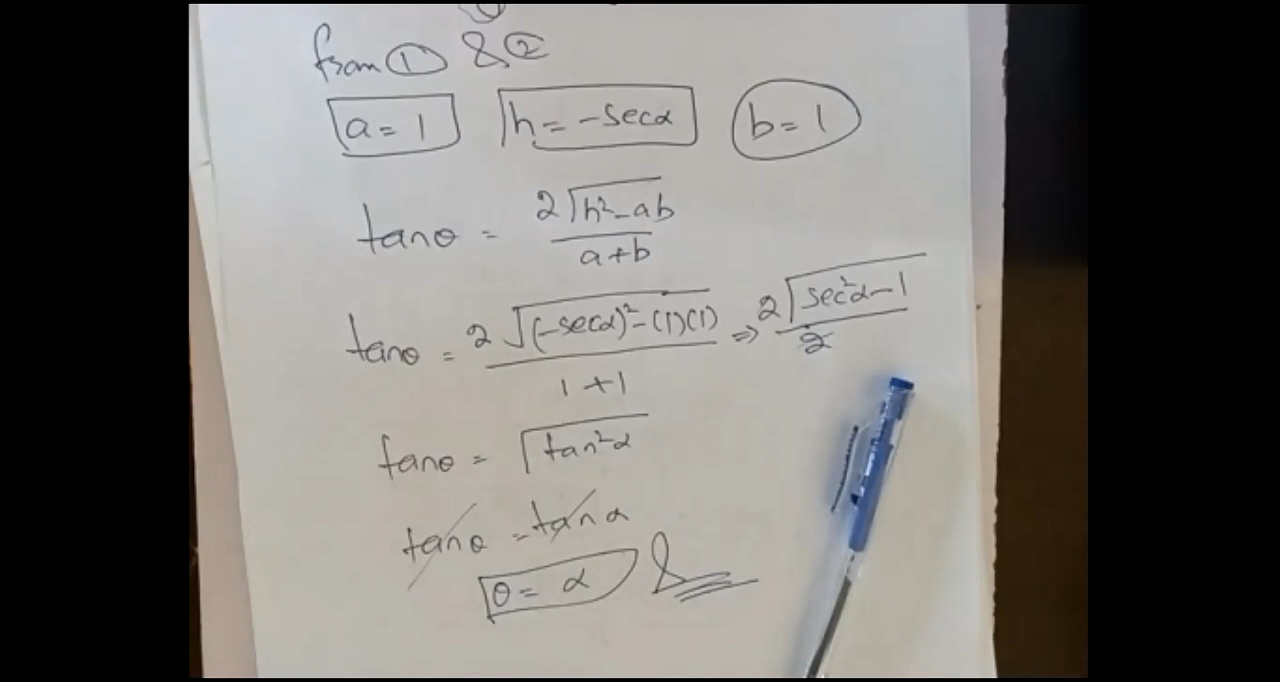 from ① & ②
a = 1 h = -secα b = 1
tanθ = 2√h²-ab / a+b
tanθ = 2√(-secα)²-(1)(1) / 1+1 ⇒ 2√sec²α-1 / 2
tanθ = √tan²α
tanθ = tanα
θ = α